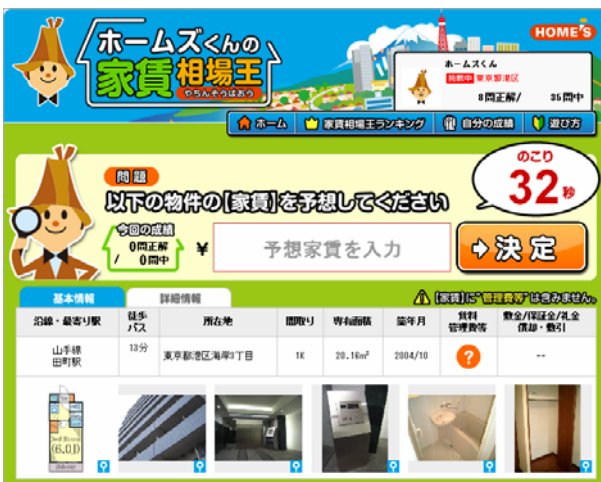 HOME'S
ホームズくんの
家賃相場王
やちんそうばおう
ホームズくん
挑戦中 東京都港区
8問正解/ 35問中
ホーム
家賃相場王ランキング
自分の成績
遊び方
問題
以下の物件の【家賃】を予想してください
のこり
32秒
今回の成績
0問正解
/ 0問中
¥
予想家賃を入力
決定
基本情報
詳細情報
【家賃】に"管理費等"は含みません。
沿線・最寄り駅
徒歩
バス
所在地
間取り
専有面積
築年月
賃料
管理費等
敷金/保証金/礼金
償却・敷引
山手線
田町駅
13分
東京都港区海岸3丁目
1K
20.16m²
2004/10
?
--
(6.0J)